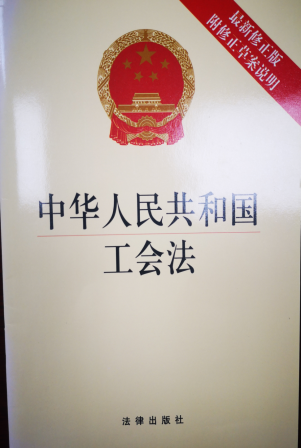 最新修正版
附修正草案说明
中华人民共和国
工会法
法律出版社